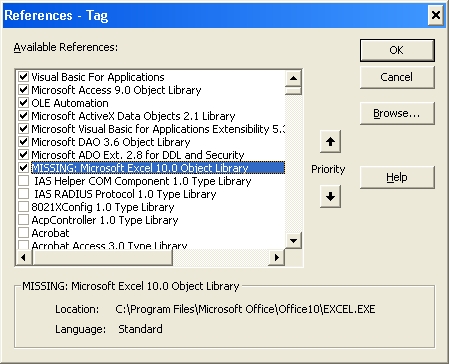 References - Tag
Available References:
Visual Basic For Applications
Microsoft Access 9.0 Object Library
OLE Automation
Microsoft ActiveX Data Objects 2.1 Library
Microsoft Visual Basic for Applications Extensibility 5.3
Microsoft DAO 3.6 Object Library
Microsoft ADO Ext. 2.8 for DDL and Security
MISSING: Microsoft Excel 10.0 Object Library
IAS Helper COM Component 1.0 Type Library
IAS RADIUS Protocol 1.0 Type Library
8021XConfig 1.0 Type Library
AcpController 1.0 Type Library
Acrobat
Acrobat Access 3.0 Type Library
OK
Cancel
Browse...
Priority
Help
MISSING: Microsoft Excel 10.0 Object Library
Location: C:\Program Files\Microsoft Office\Office10\EXCEL.EXE
Language: Standard